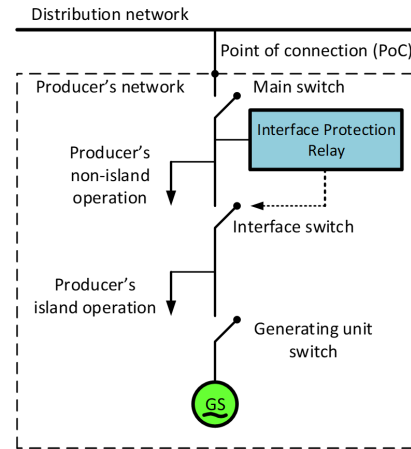 Distribution network
Point of connection (PoC)
Producer's network
Main switch
Interface Protection
Relay
Producer's
non-island
operation
Interface switch
Producer's
island operation
Generating unit
switch
GS